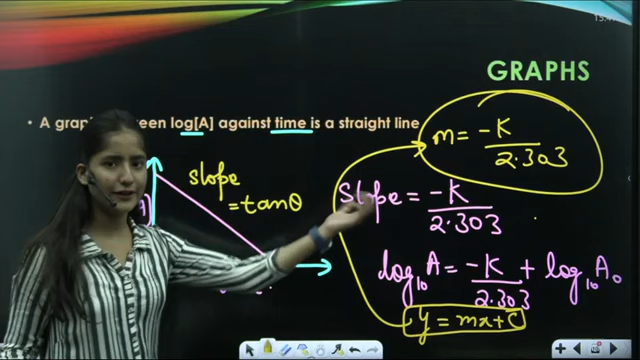 GRAPHS
• A graph between log[A] against time is a straight line
m = -K / 2.303
slope = tanθ
Slope = -K / 2.303
log₁₀ A = -K / 2.303 + log₁₀ A₀
y = mx + C